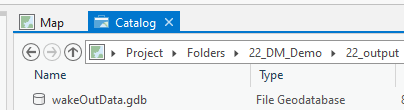 Map Catalog
Project Folders 22_DM_Demo 22_output
Name Type
wakeOutData.gdb File Geodatabase